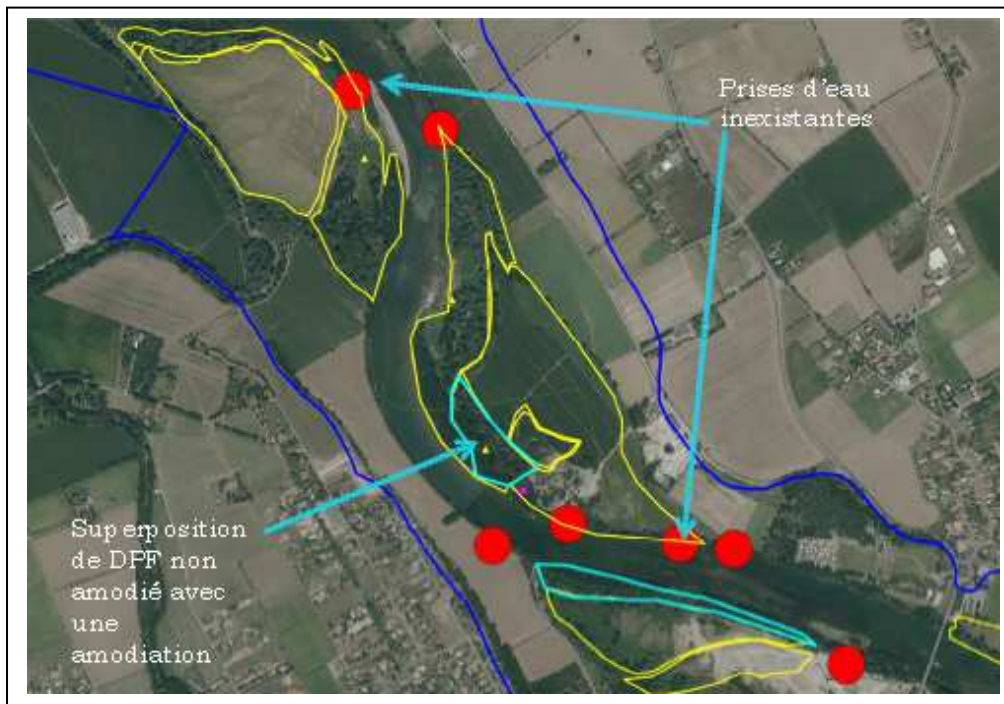 Prises d'eau
inexistantes
Superposition
de DPF non
amodié avec
une
amodiation